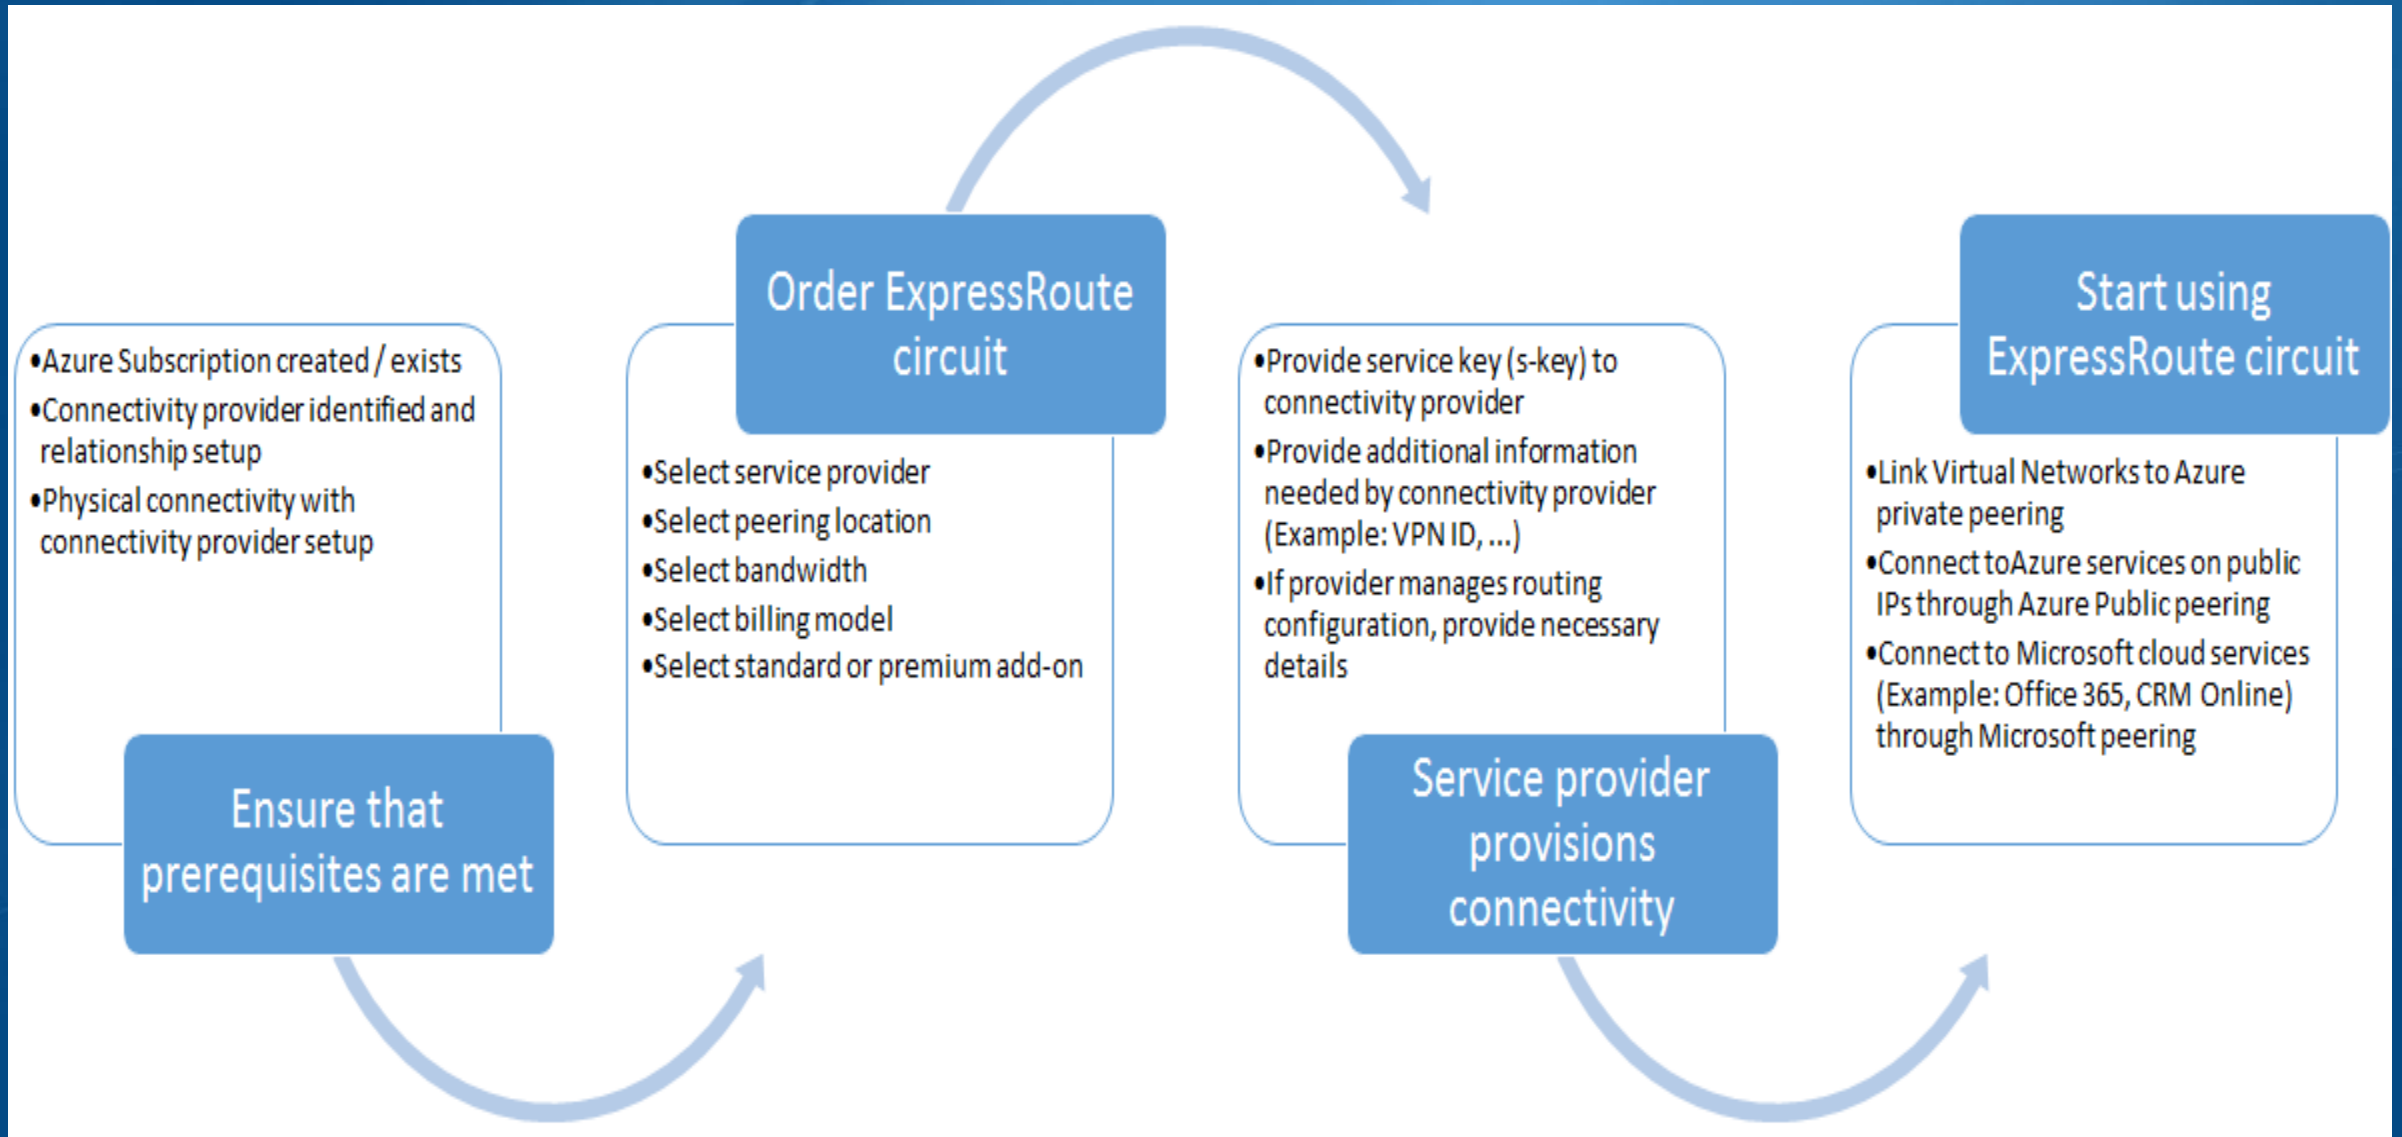 •Azure Subscription created / exists
•Connectivity provider identified and
relationship setup
•Physical connectivity with
connectivity provider setup
Ensure that
prerequisites are met
Order ExpressRoute
circuit
•Select service provider
•Select peering location
•Select bandwidth
•Select billing model
•Select standard or premium add-on
•Provide service key (s-key) to
connectivity provider
•Provide additional information
needed by connectivity provider
(Example: VPN ID, ...)
•If provider manages routing
configuration, provide necessary
details
Service provider
provisions
connectivity
Start using
ExpressRoute circuit
•Link Virtual Networks to Azure
private peering
•Connect toAzure services on public
IPs through Azure Public peering
•Connect to Microsoft cloud services
(Example: Office 365, CRM Online)
through Microsoft peering